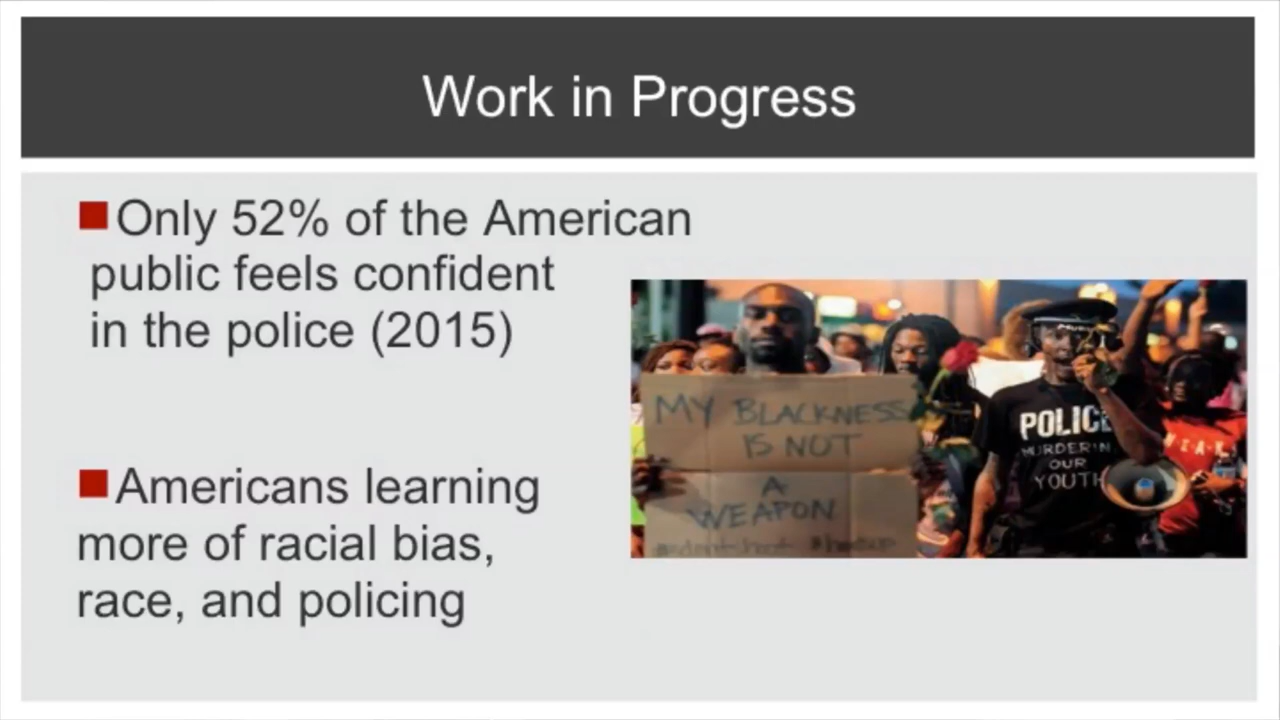 Work in Progress
Only 52% of the American
public feels confident
in the police (2015)
Americans learning
more of racial bias,
race, and policing
MY BLACKNESS
IS NOT
A
WEAPON
POLICE
MURDER'N
OUR
YOUTH